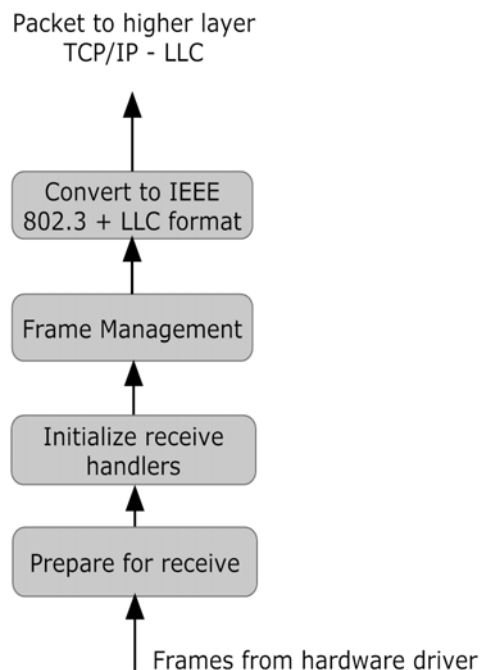 Packet to higher layer
TCP/IP - LLC
Convert to IEEE
802.3 + LLC format
Frame Management
Initialize receive
handlers
Prepare for receive
Frames from hardware driver